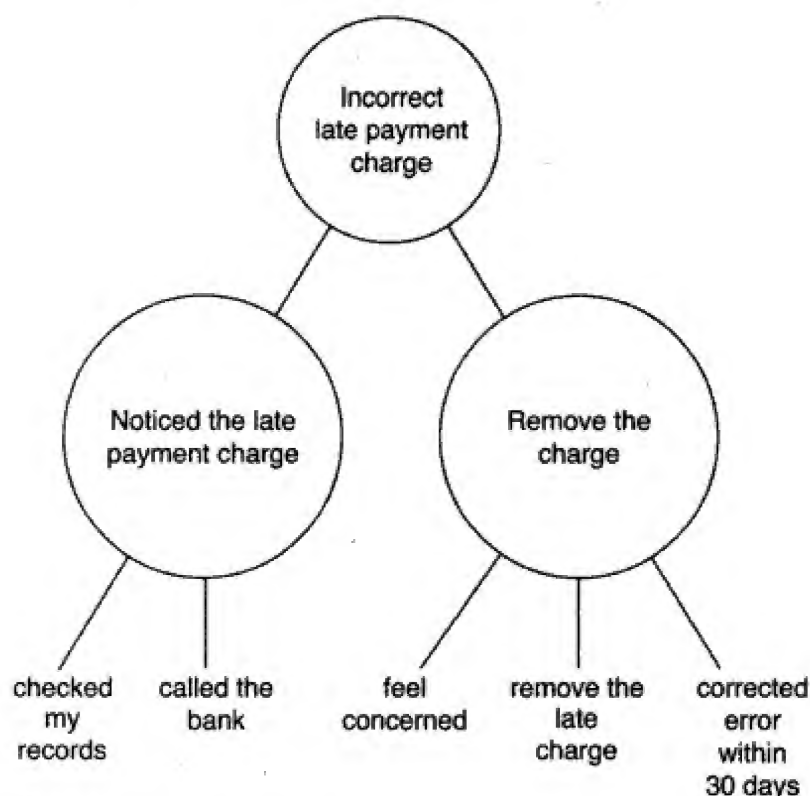 Incorrect
late payment
charge
Noticed the late
payment charge
Remove the
charge
checked
my
records
called the
bank
feel
concerned
remove the
late
charge
corrected
error
within
30 days